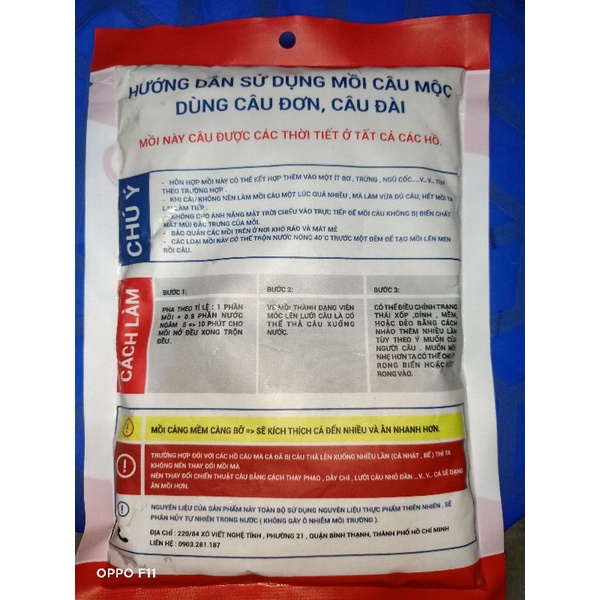 HƯỚNG DẪN SỬ DỤNG MỒI CÂU MỘC
DÙNG CÂU ĐƠN, CÂU ĐÀI
MỒI NÀY CÂU ĐƯỢC CÁC THỜI TIẾT Ở TẤT CẢ CÁC HỒ.
CHÚ Ý
- HỖN HỢP MỒI NÀY CÓ THỂ KẾT HỢP THÊM VÀO MỘT ÍT BƠ, TRỨNG, NGŨ CỐC....V..V.. TÙY
THEO TRƯỜNG HỢP.
- KHI CÂU KHÔNG NÊN LÀM MỒI CÂU MỘT LÚC QUÁ NHIỀU, MÀ LÀM VỪA ĐỦ CÂU, HẾT MỒI TA
LẠI LÀM TIẾP.
- KHÔNG CHO ÁNH NẮNG MẶT TRỜI CHIẾU VÀO TRỰC TIẾP ĐỂ MỒI CÂU KHÔNG BỊ BIẾN CHẤT
MẤT MÙI ĐẶC TRƯNG CỦA MỒI.
- BẢO QUẢN CÁC MỒI TRÊN Ở NƠI KHÔ RÁO VÀ MÁT MẺ
- CÁC LOẠI MỒI NÀY CÓ THỂ TRỘN NƯỚC NÓNG 40°C TRƯỚC MỘT ĐÊM ĐỂ TẠO MỒI LÊN MEN
RỒI CÂU.
CÁCH LÀM
BƯỚC 1:
PHA THEO TỈ LỆ : 1 PHẦN
MỒI + 0.8 PHẦN NƯỚC
NGÂM 5 => 10 PHÚT CHO
MỒI NỞ ĐỀU XONG TRỘN
ĐỀU.
BƯỚC 2:
VÊ MỒI THÀNH DẠNG VIÊN
MÓC LÊN LƯỠI CÂU LÀ CÓ
THỂ THẢ CÂU XUỐNG
NƯỚC.
BƯỚC 3:
CÓ THỂ ĐIỀU CHỈNH TRẠNG
THÁI XỐP ,DÍNH , MỀM,
HOẶC DẺO BẰNG CÁCH
NHÀO THÊM NHIỀU LẦN
TÙY THEO Ý MUỐN CỦA
NGƯỜI CÂU . MUỐN MỒI
NHẸ HƠN TA CÓ THỂ CHO
RONG BIỂN HOẶC
RONG VÀO.
MỒI CÀNG MỀM CÀNG BỞ => SẼ KÍCH THÍCH CÁ ĐẾN NHIỀU VÀ ĂN NHANH HƠN.
TRƯỜNG HỢP ĐỐI VỚI CÁC HỒ CÂU MÀ CÁ ĐÃ BỊ CÂU THẢ LÊN XUỐNG NHIỀU LẦN (CÁ NHÁT , BỂ) THÌ TA
KHÔNG NÊN THAY ĐỔI MỒI MÀ
NÊN THAY ĐỔI CHIẾN THUẬT CÂU BẰNG CÁCH THAY PHAO , DÂY CHỈ , LƯỠI CÂU NHỎ DẦN ...V..V.. CÁ SẼ DẠNG
ĂN MỒI HƠN.
NGUYÊN LIỆU CỦA SẢN PHẨM NÀY TOÀN BỘ SỬ DỤNG NGUYÊN LIỆU THỰC PHẨM THIÊN NHIÊN , SẼ
PHÂN HỦY TỰ NHIÊN TRONG NƯỚC ( KHÔNG GÂY Ô NHIỄM MÔI TRƯỜNG ).
ĐỊA CHỈ : 220/84 XÔ VIẾT NGHỆ TĨNH , PHƯỜNG 21 , QUẬN BÌNH THẠNH, THÀNH PHỐ HỒ CHÍ MINH
LIÊN HỆ : 0903.281.187
OPPO F11